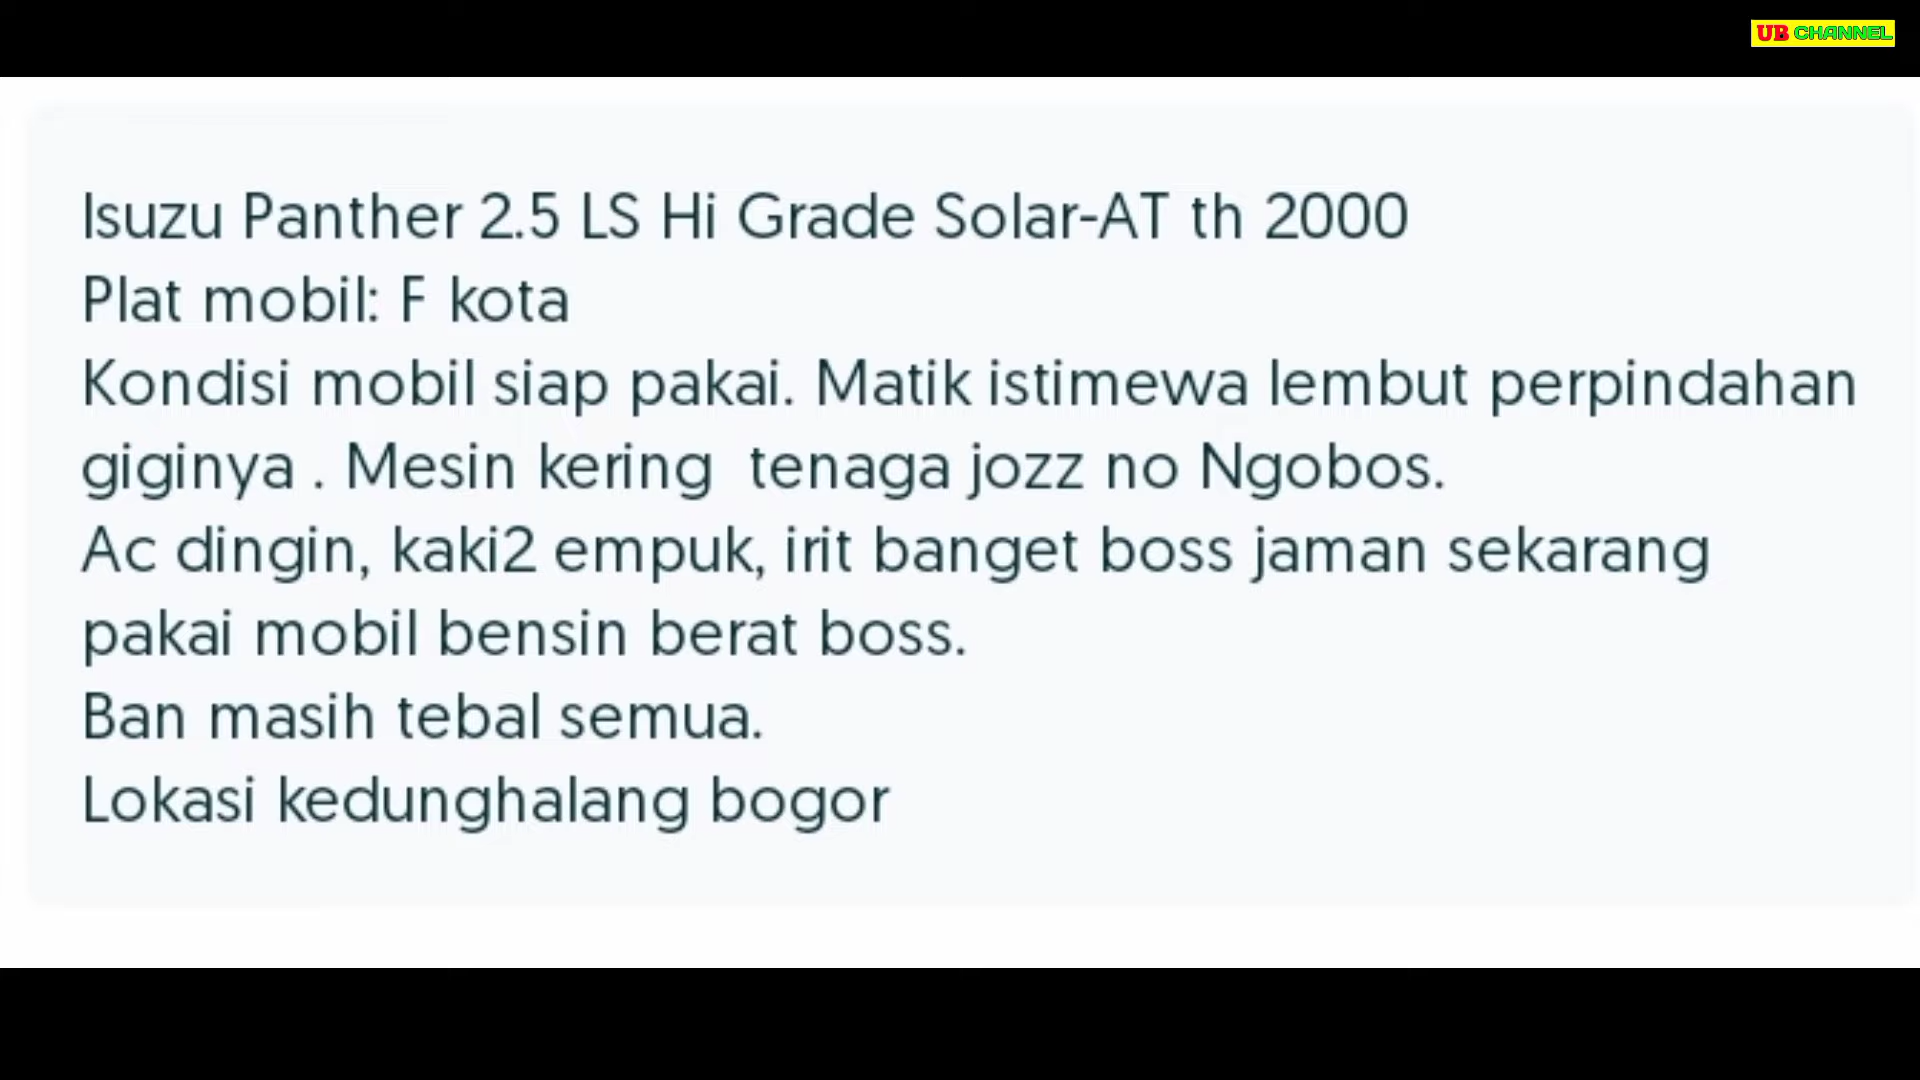 UB CHANNEL
Isuzu Panther 2.5 LS Hi Grade Solar-AT th 2000
Plat mobil: F kota
Kondisi mobil siap pakai. Matik istimewa lembut perpindahan
giginya . Mesin kering  tenaga jozz no Ngobos.
Ac dingin, kaki2 empuk, irit banget boss jaman sekarang
pakai mobil bensin berat boss.
Ban masih tebal semua.
Lokasi kedunghalang bogor